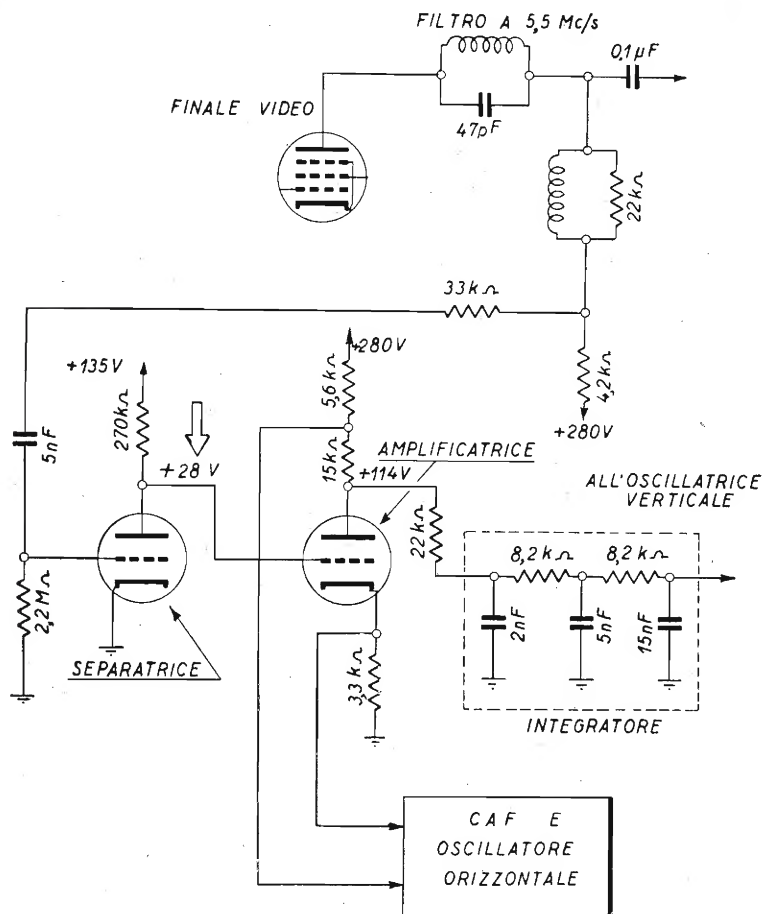 FILTRO A 5,5 Mc/s
0,1µF
FINALE VIDEO
47pF
22kΩ
33kΩ
+280V
+135V
5,6kΩ
4,2kΩ
270kΩ
+280V
5nF
AMPLIFICATRICE
+28 V
15kΩ
+114V
ALL'OSCILLATRICE
VERTICALE
22kΩ
8,2kΩ
8,2kΩ
2,2MΩ
2nF
5nF
15nF
SEPARATRICE
3,3kΩ
INTEGRATORE
CAF E
OSCILLATORE
ORIZZONTALE